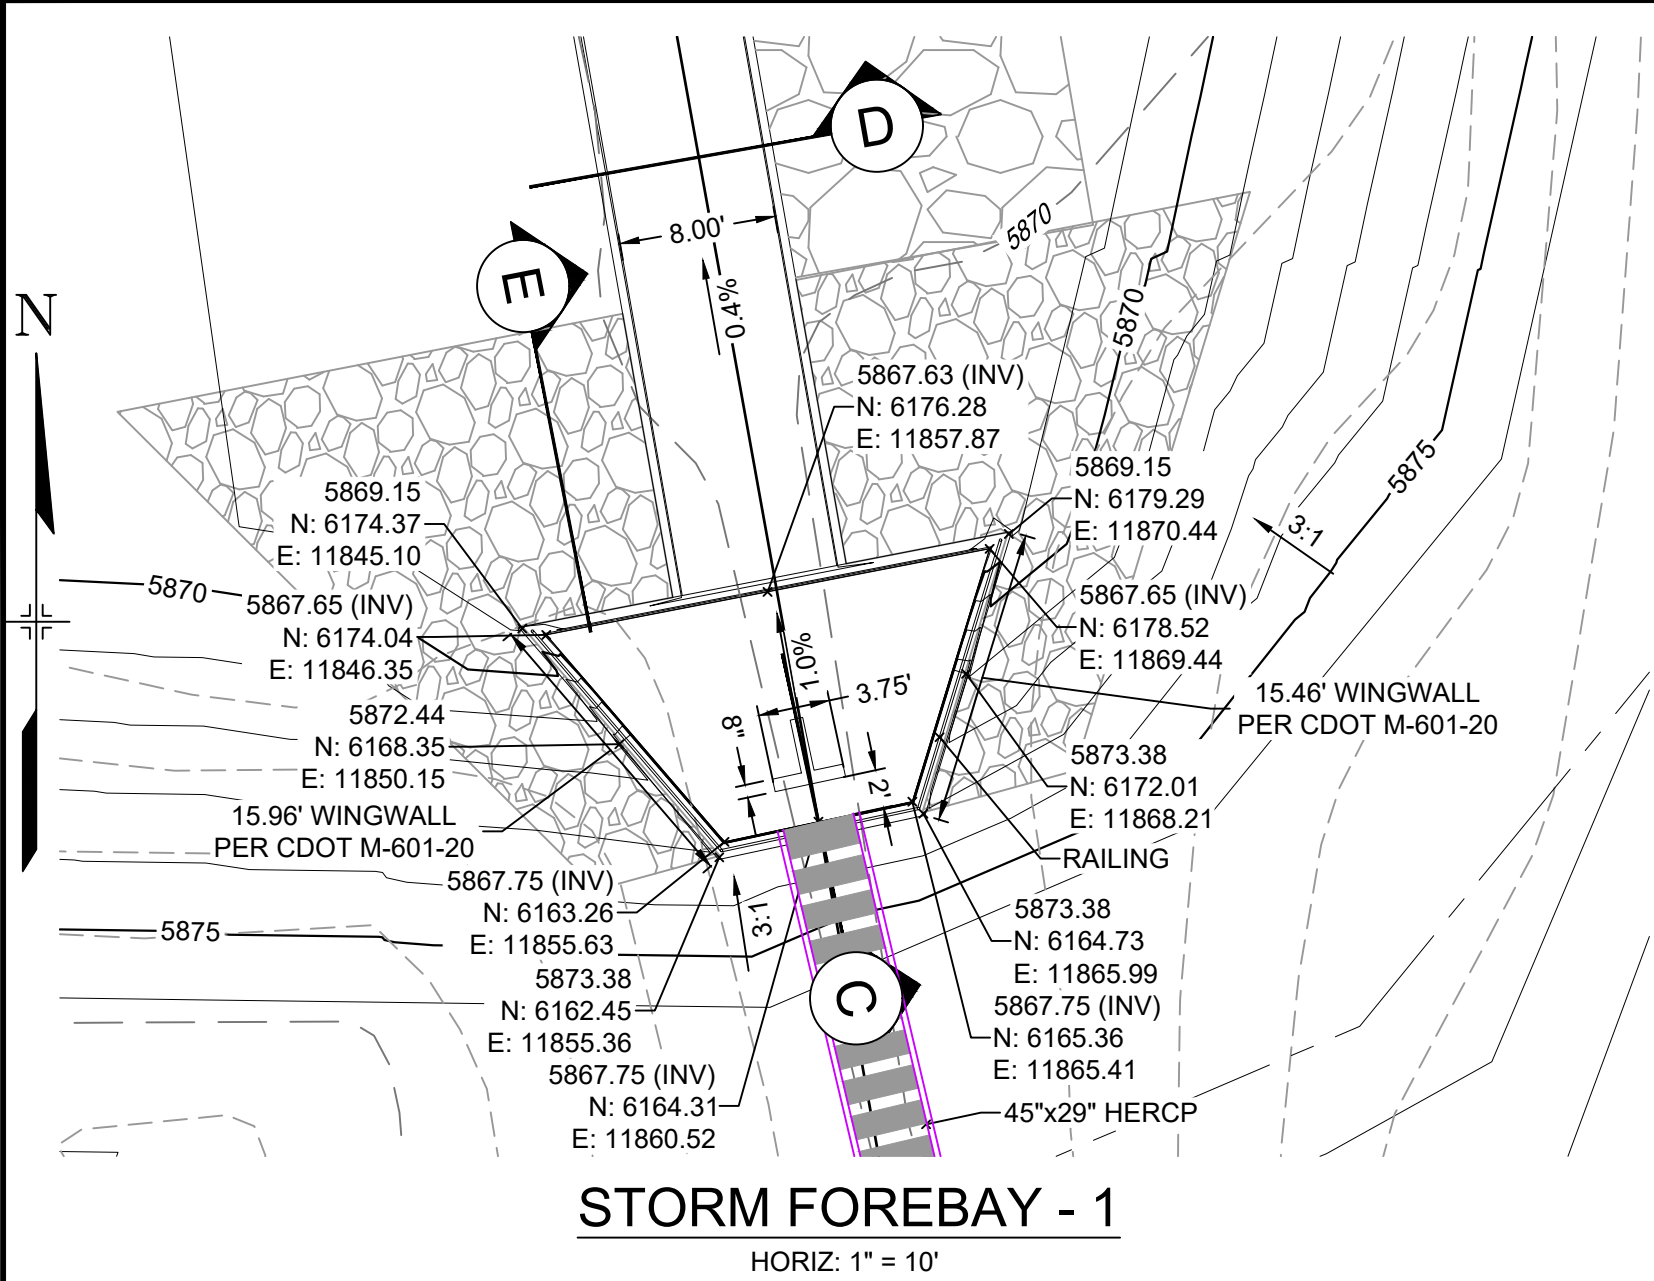 D
8.00'
5870
E
0.4%
N
5870
5867.63 (INV)
N: 6176.28
E: 11857.87
5875
5869.15
N: 6179.29
E: 11870.44
3:1
5869.15
N: 6174.37
E: 11845.10
5870
5867.65 (INV)
N: 6174.04
E: 11846.35
5867.65 (INV)
N: 6178.52
E: 11869.44
1.0%
3.75'
8"
2'
15.46' WINGWALL
PER CDOT M-601-20
5872.44
N: 6168.35
E: 11850.15
5873.38
N: 6172.01
E: 11868.21
15.96' WINGWALL
PER CDOT M-601-20
RAILING
5867.75 (INV)
N: 6163.26
E: 11855.63
3:1
5873.38
N: 6164.73
E: 11865.99
5875
5873.38
N: 6162.45
E: 11855.36
C
5867.75 (INV)
N: 6165.36
E: 11865.41
5867.75 (INV)
N: 6164.31
E: 11860.52
45"x29" HERCP
STORM FOREBAY - 1
HORIZ: 1" = 10'